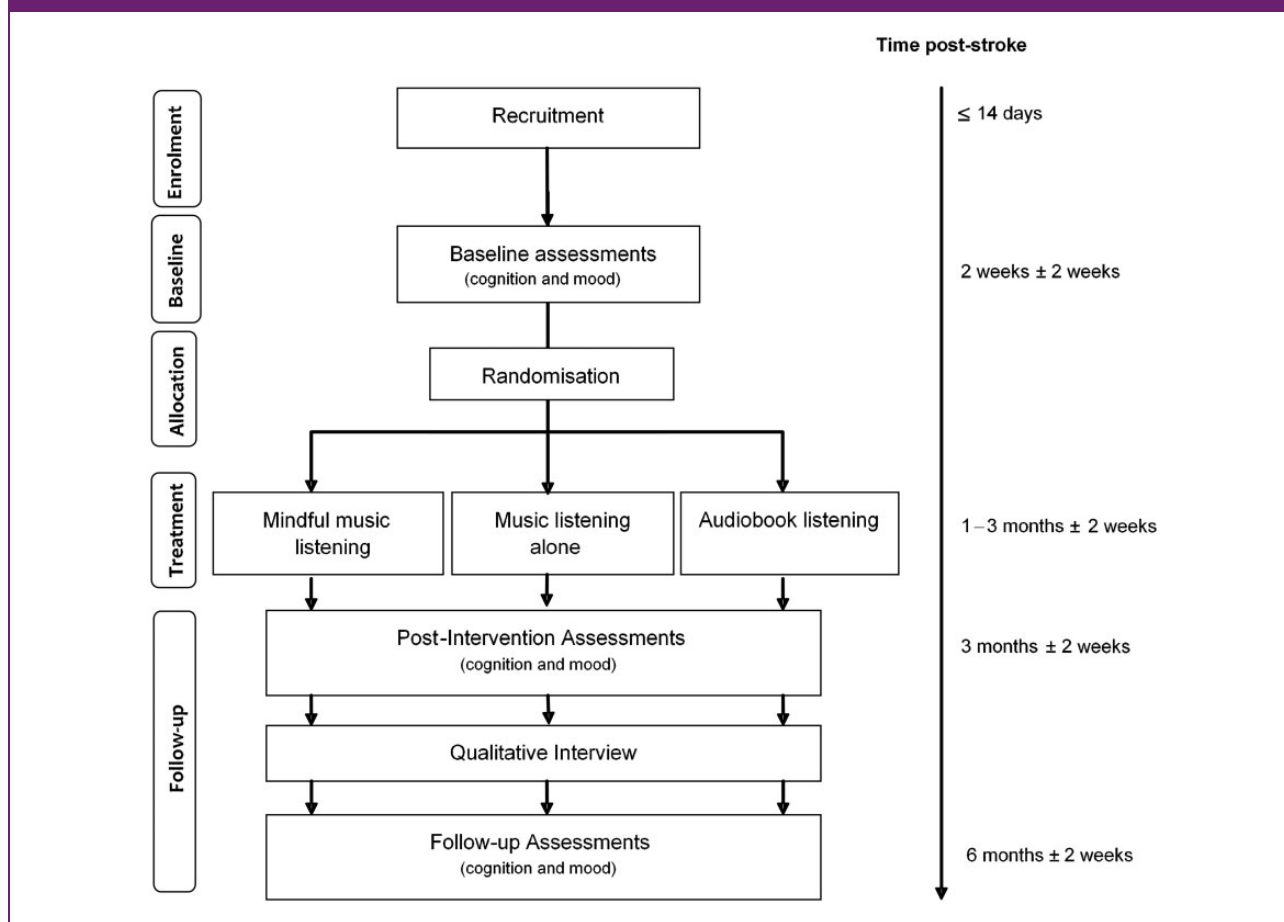 Time post-stroke
Enrolment
Recruitment
≤ 14 days
Baseline
Baseline assessments
(cognition and mood)
2 weeks ± 2 weeks
Allocation
Randomisation
Treatment
Mindful music
listening
Music listening
alone
Audiobook listening
1–3 months ± 2 weeks
Follow-up
Post-Intervention Assessments
(cognition and mood)
3 months ± 2 weeks
Qualitative Interview
Follow-up Assessments
(cognition and mood)
6 months ± 2 weeks